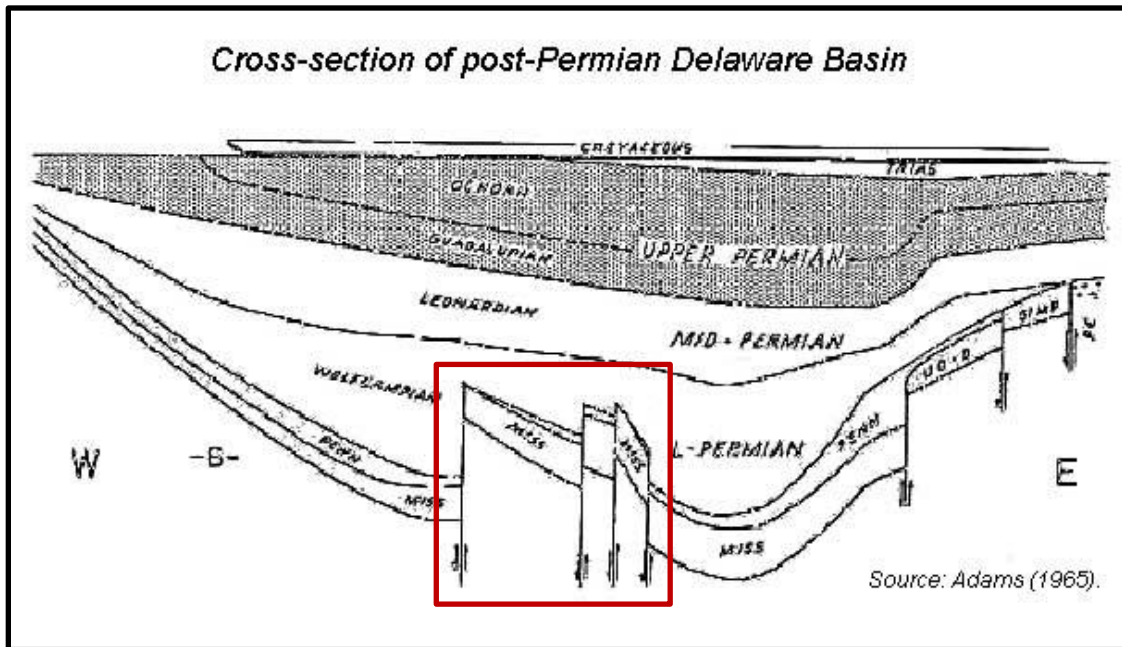 Cross-section of post-Permian Delaware Basin
CRETACEOUS
TRIAS
OCHOAN
GUADALUPIAN
UPPER PERMIAN
LEONARDIAN
MID - PERMIAN
WOLFCAMPIAN
MISS
MISS
L-PERMIAN
PENN
SIMP
PE
W
-B-
PENN
MISS
MISS
E
Source: Adams (1965).